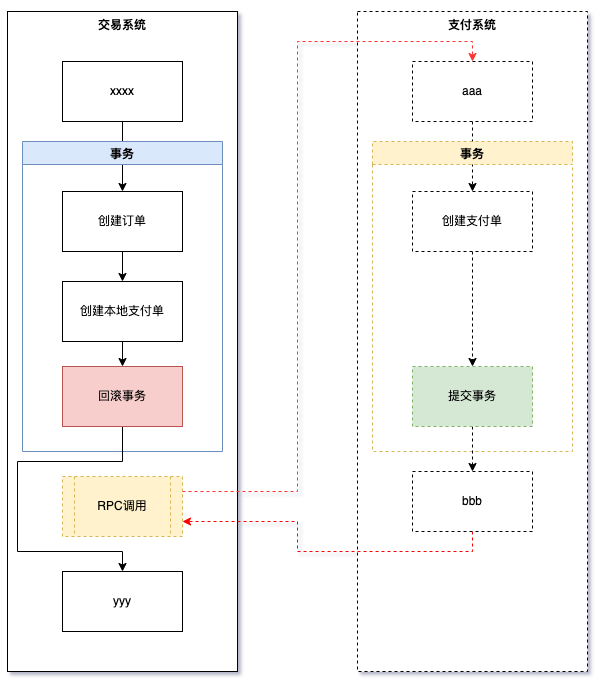 交易系统
xxxx
事务
创建订单
创建本地支付单
回滚事务
RPC调用
yyy
支付系统
aaa
事务
创建支付单
提交事务
bbb